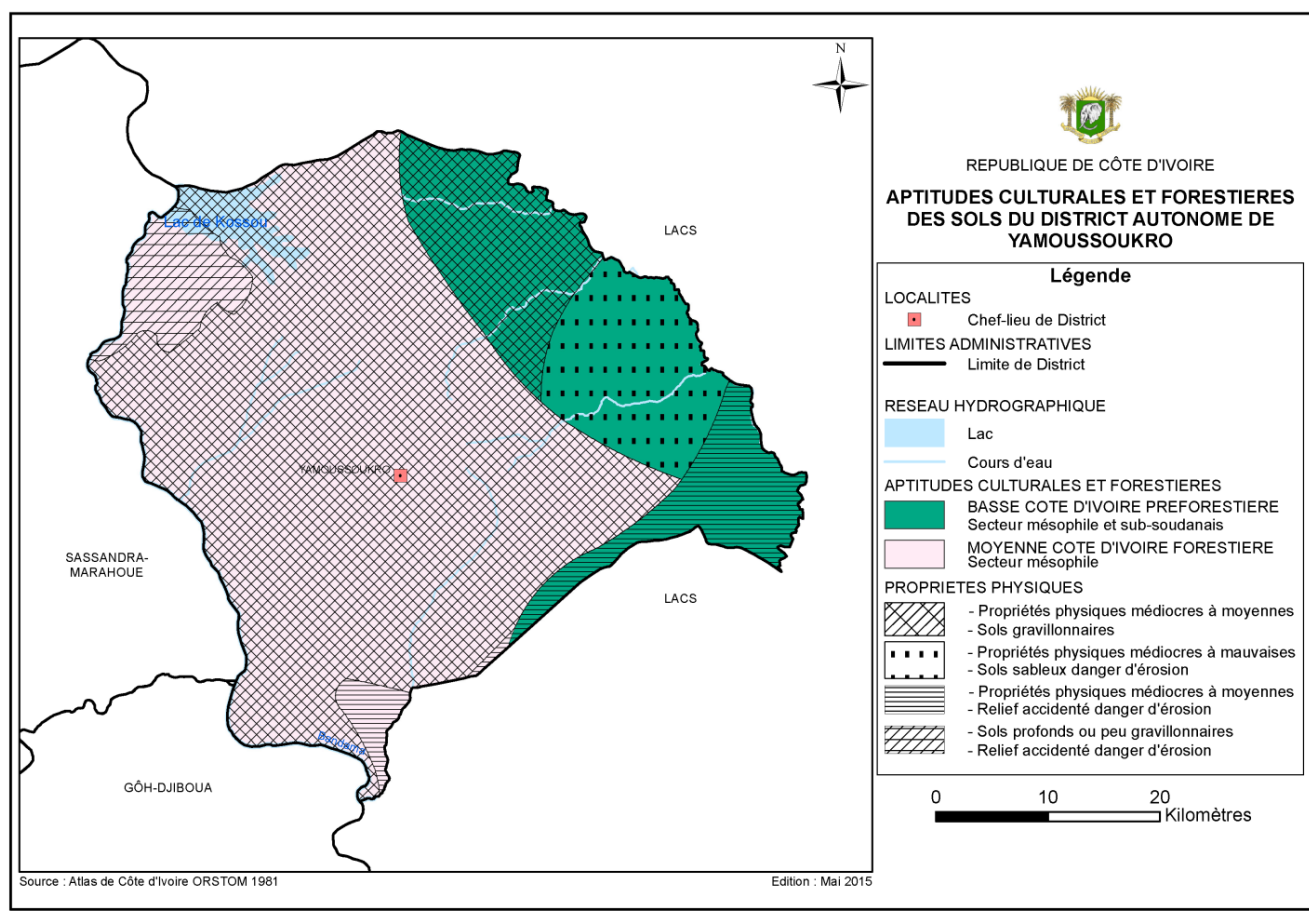 N
Lac de Kossou
LACS
YAMOUSSOUKRO
SASSANDRA-
MARAHOUE
LACS
Bandama
GÔH-DJIBOUA
Source : Atlas de Côte d'Ivoire ORSTOM 1981
Edition : Mai 2015
REPUBLIQUE DE CÔTE D'IVOIRE
APTITUDES CULTURALES ET FORESTIERES
DES SOLS DU DISTRICT AUTONOME DE
YAMOUSSOUKRO
Légende
LOCALITES
Chef-lieu de District
LIMITES ADMINISTRATIVES
Limite de District
RESEAU HYDROGRAPHIQUE
Lac
Cours d'eau
APTITUDES CULTURALES ET FORESTIERES
BASSE COTE D'IVOIRE PREFORESTIERE
Secteur mésophile et sub-soudanais
MOYENNE COTE D'IVOIRE FORESTIERE
Secteur mésophile
PROPRIETES PHYSIQUES
- Propriétés physiques médiocres à moyennes
- Sols gravillonnaires
- Propriétés physiques médiocres à mauvaises
- Sols sableux danger d'érosion
- Propriétés physiques médiocres à moyennes
- Relief accidenté danger d'érosion
- Sols profonds ou peu gravillonnaires
- Relief accidenté danger d'érosion
0 10 20
Kilomètres